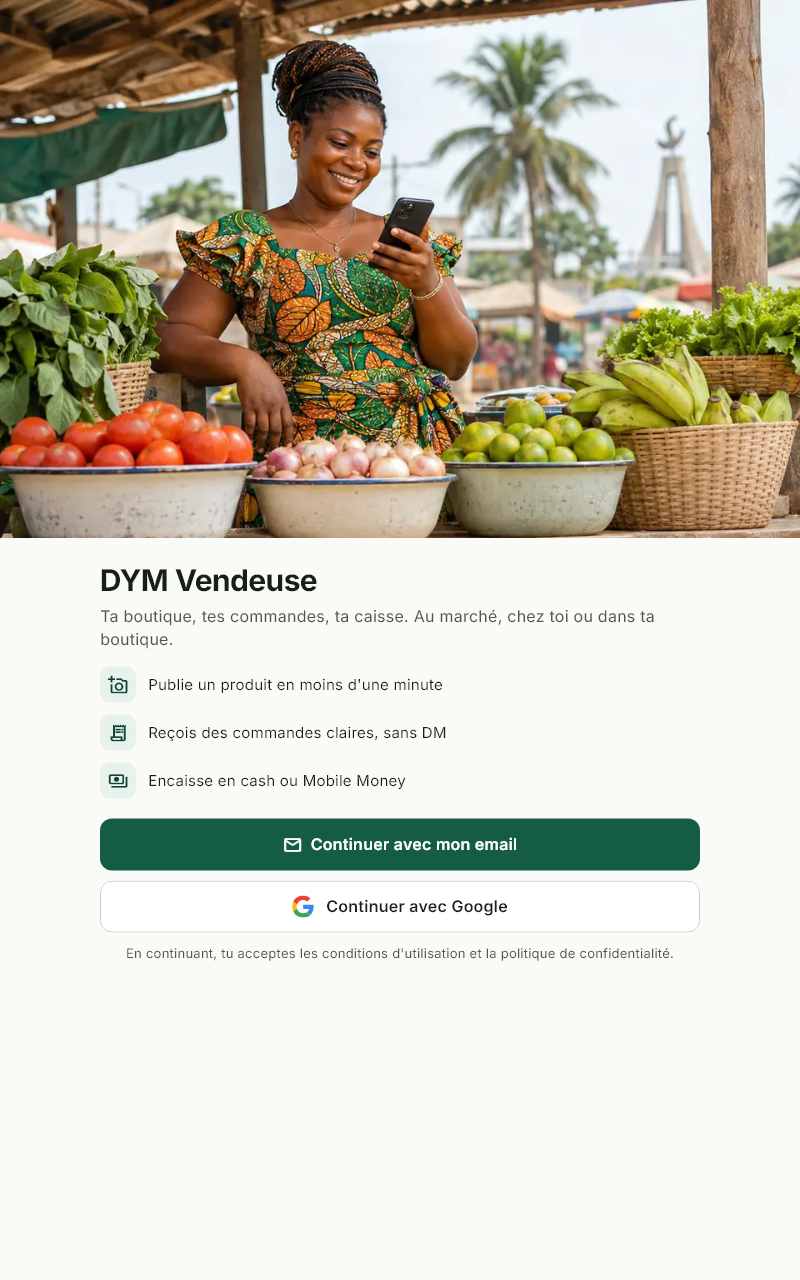 DYM Vendeuse
Ta boutique, tes commandes, ta caisse. Au marché, chez toi ou dans ta
boutique.
Publie un produit en moins d'une minute
Reçois des commandes claires, sans DM
Encaisse en cash ou Mobile Money
Continuer avec mon email
Continuer avec Google
En continuant, tu acceptes les conditions d'utilisation et la politique de confidentialité.